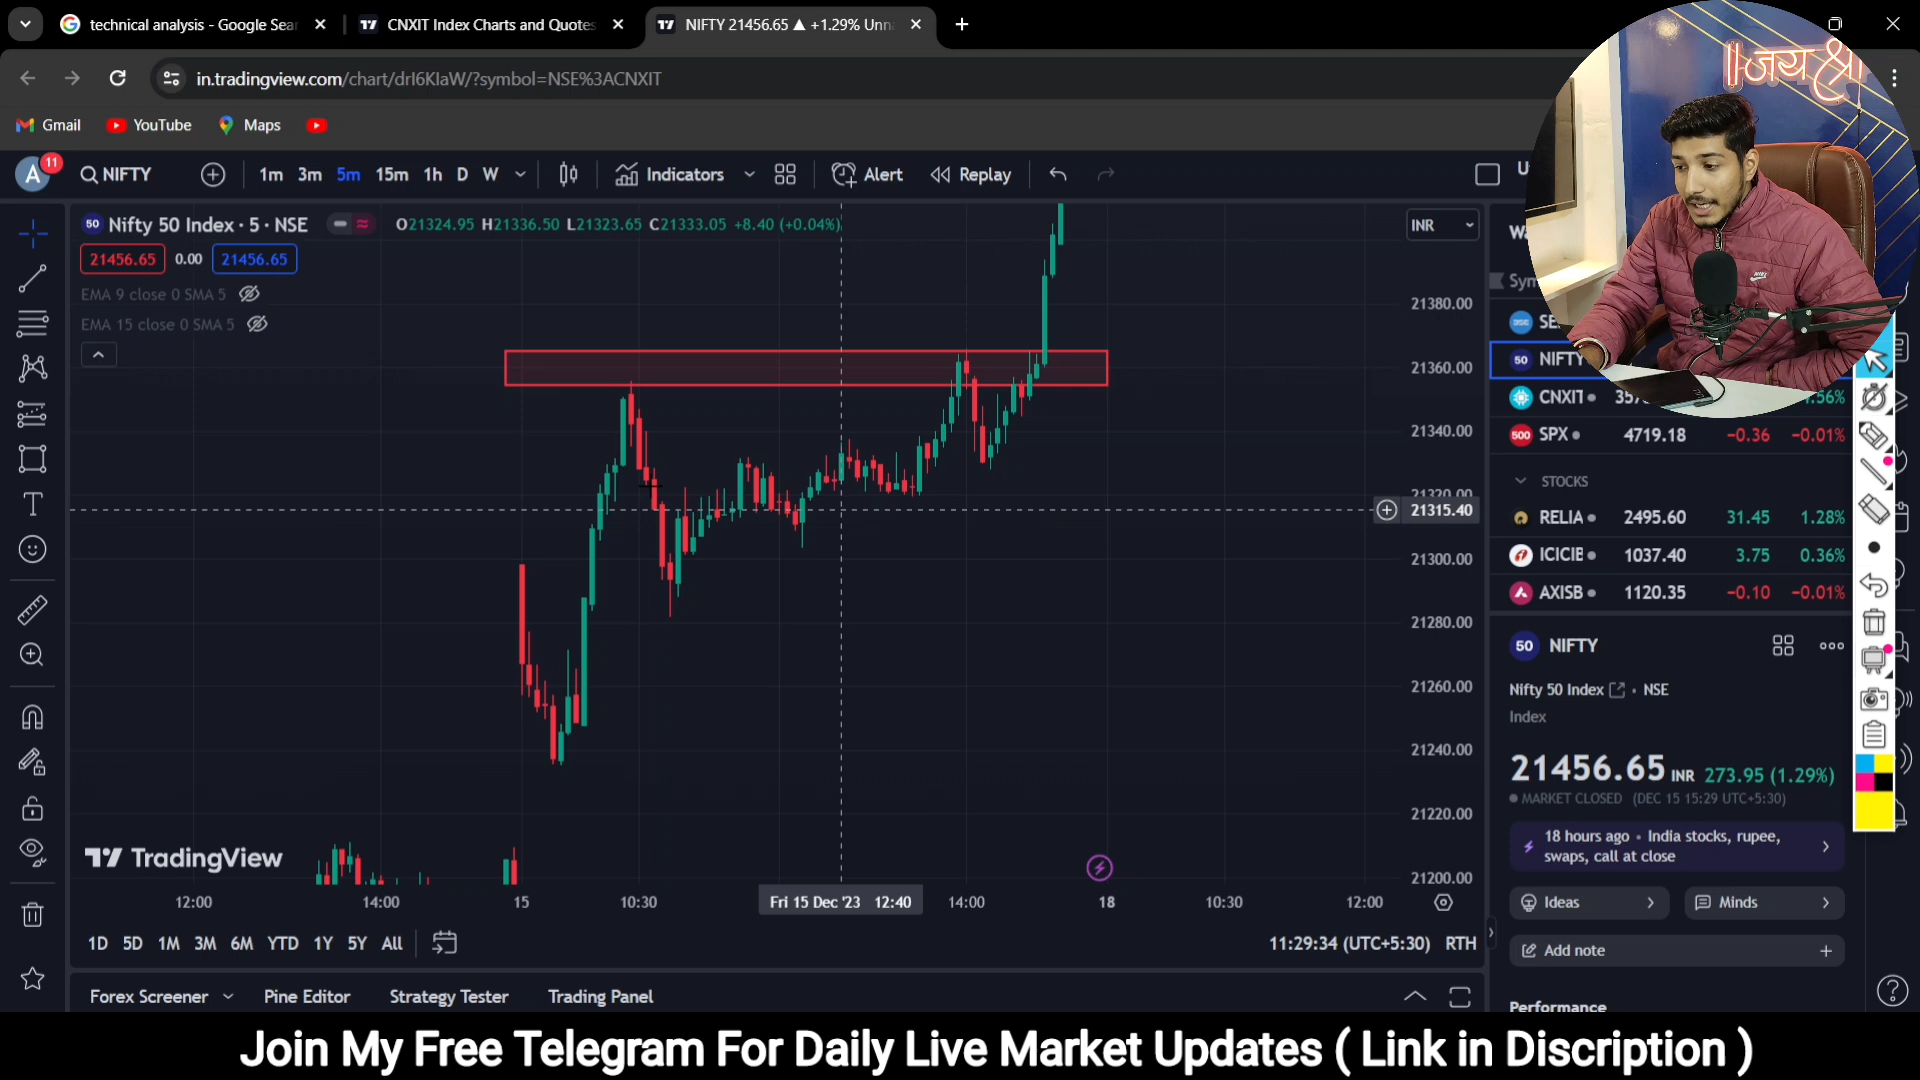 technical analysis - Google Sea
CNXIT Index Charts and Quotes
NIFTY 21456.65 ▲ +1.29% Unn
in.tradingview.com/chart/drI6KIaW/?symbol=NSE%3ACNXIT
Gmail YouTube Maps
A 11 NIFTY 1m 3m 5m 15m 1h D W Indicators Alert Replay
50 Nifty 50 Index · 5 · NSE O21324.95 H21336.50 L21323.65 C21333.05 +8.40 (+0.04%) INR
21456.65 0.00 21456.65
EMA 9 close 0 SMA 5
EMA 15 close 0 SMA 5
21380.00
21360.00
21340.00
21320.00
21315.40
21300.00
21280.00
21260.00
21240.00
21220.00
21200.00
TradingView
12:00 14:00 15 10:30 Fri 15 Dec '23 12:40 14:00 18 10:30 12:00
1D 5D 1M 3M 6M YTD 1Y 5Y All 11:29:34 (UTC+5:30) RTH
Forex Screener Pine Editor Strategy Tester Trading Panel
50 NIFTY
CNXIT
500 SPX 4719.18 −0.36 −0.01%
STOCKS
RELIA 2495.60 31.45 1.28%
ICICIB 1037.40 3.75 0.36%
AXISB 1120.35 −0.10 −0.01%
50 NIFTY
Nifty 50 Index • NSE
Index
21456.65 INR 273.95 (1.29%)
MARKET CLOSED (DEC 15 15:29 UTC+5:30)
18 hours ago • India stocks, rupee,
swaps, call at close
Ideas Minds
Add note
Performance
जय श्री
Join My Free Telegram For Daily Live Market Updates ( Link in Discription )